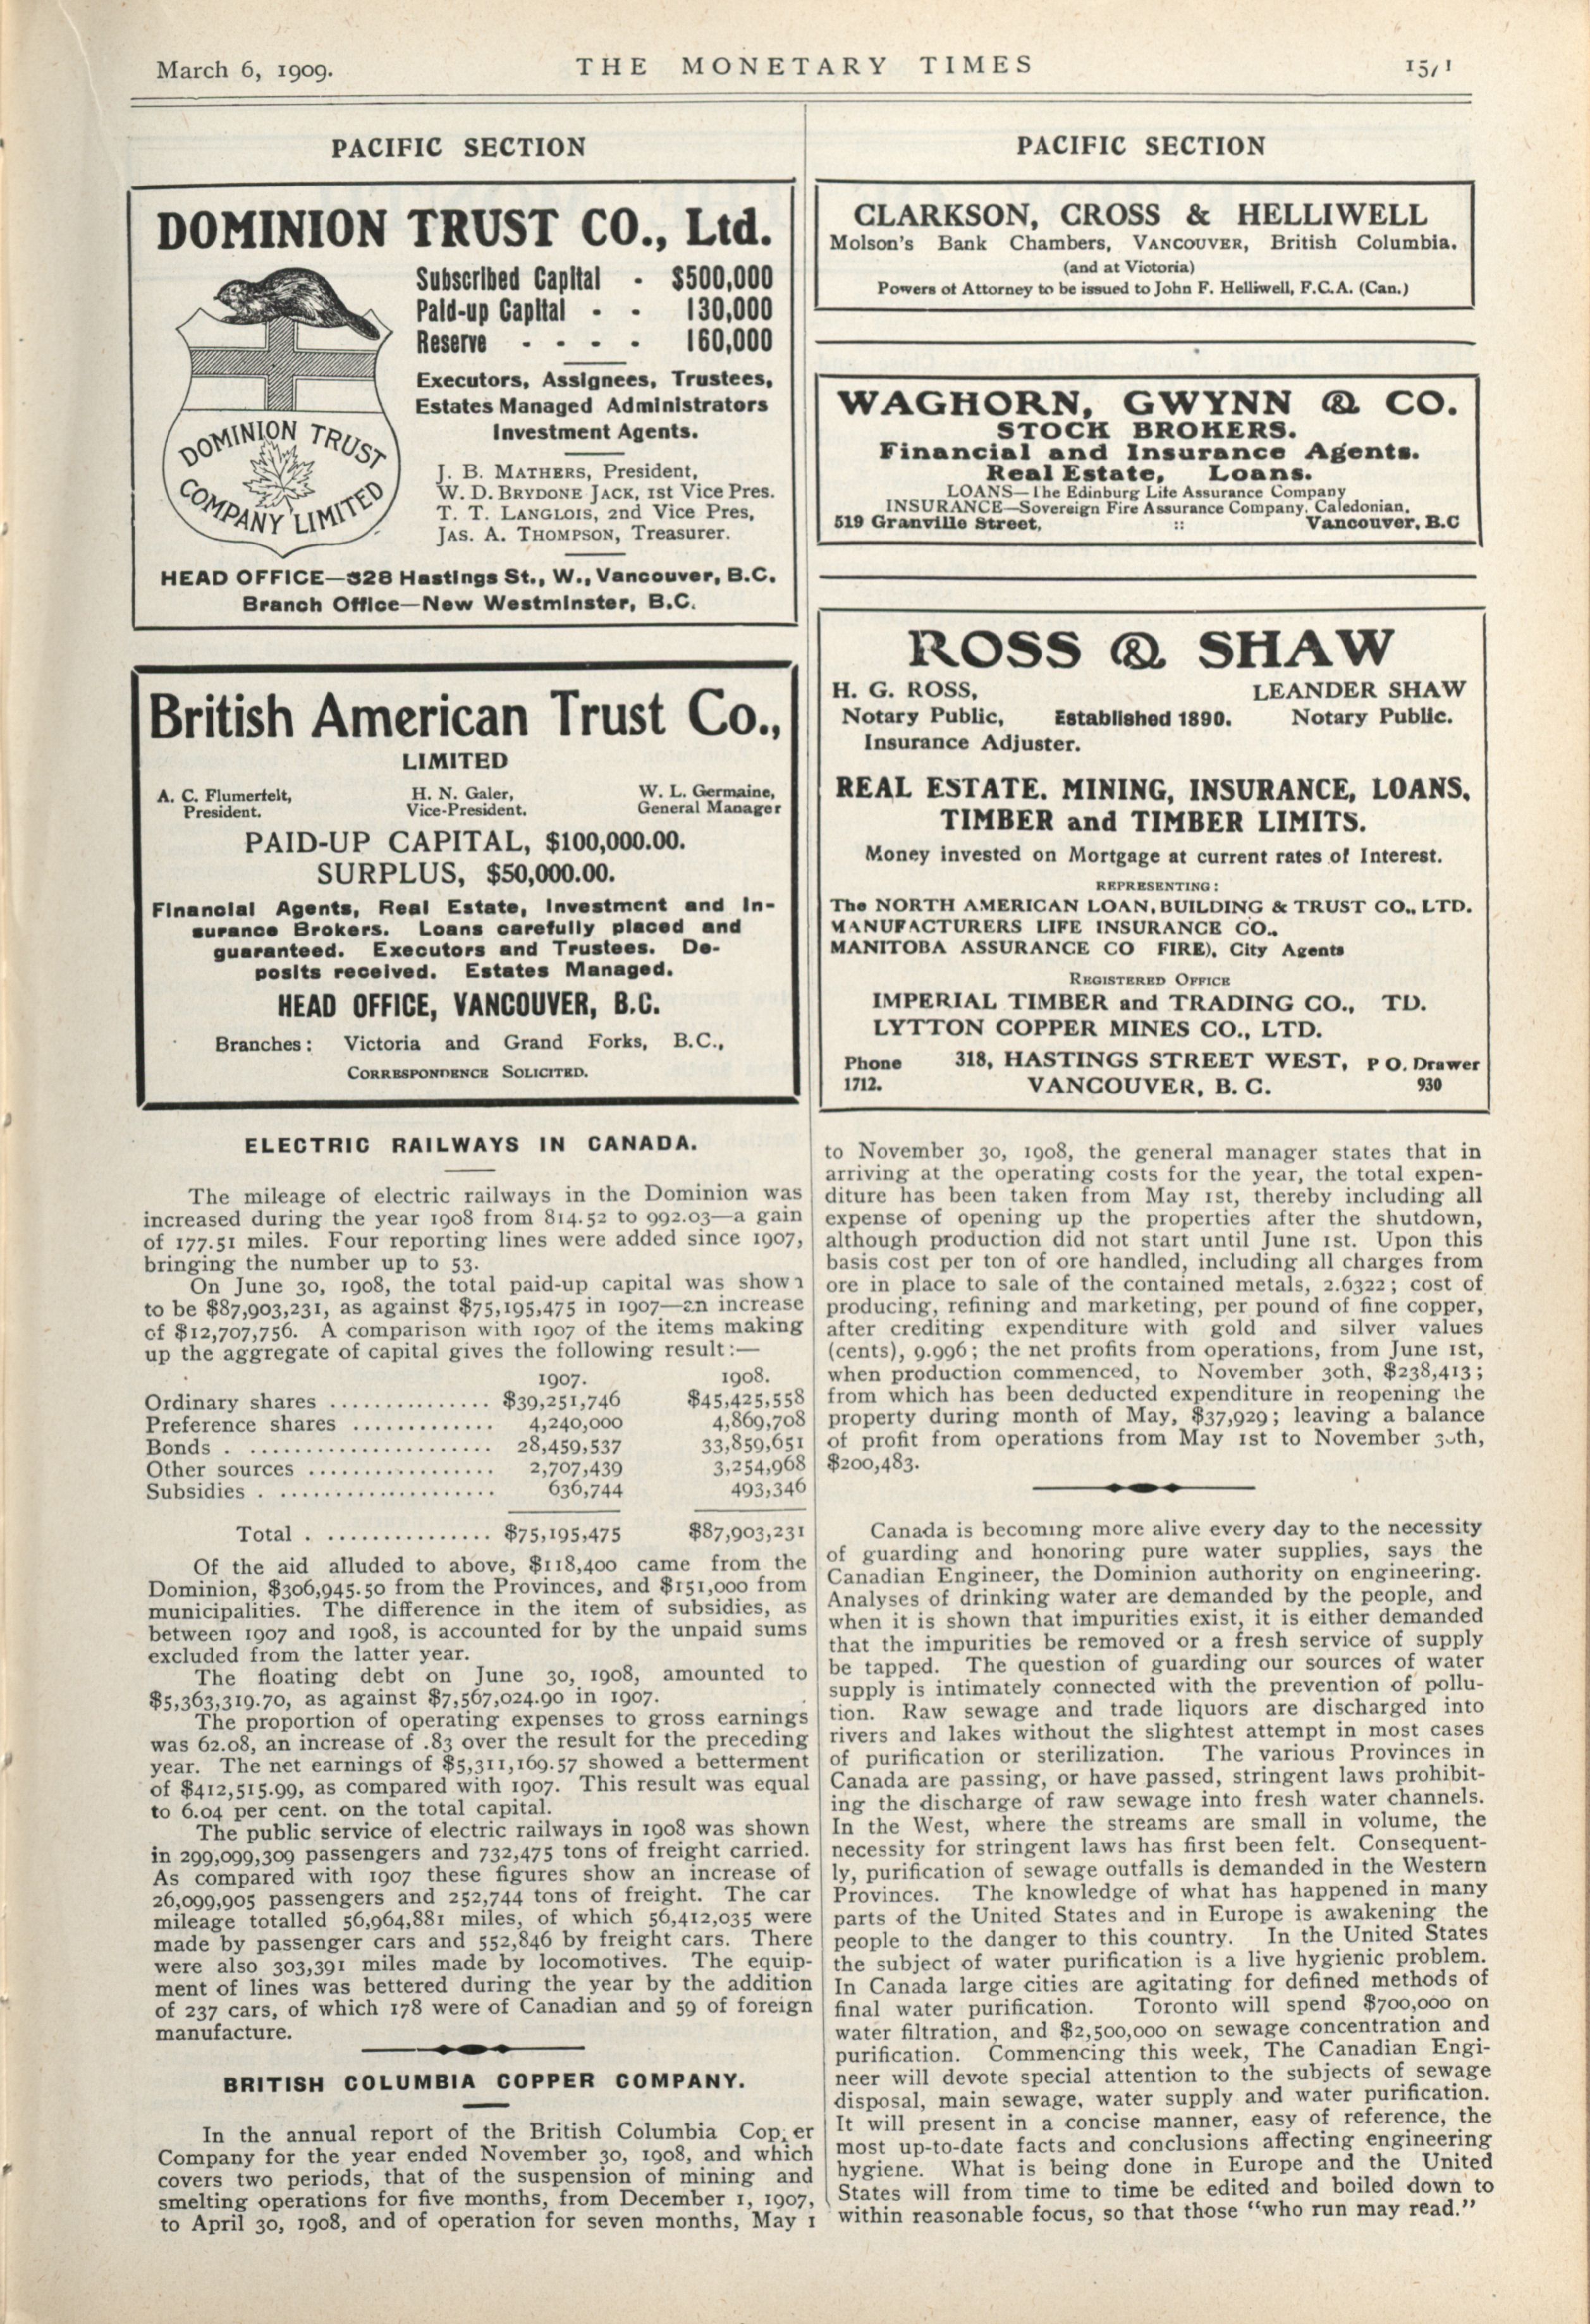 March 6, 1909.
THE MONETARY TIMES
PACIFIC SECTION
DOMINION TRUST CO., Ltd.
Subscribed Capital - $500,000
Paid-up Capital - - 130,000
Reserve - - - - 160,000
Executors, Assignees, Trustees,
Estates Managed Administrators
Investment Agents.
J. B. MATHERS, President,
W. D. BRYDONE JACK, 1st Vice Pres.
T. T. LANGLOIS, 2nd Vice Pres,
JAS. A. THOMPSON, Treasurer.
DOMINION TRUST
COMPANY LIMITED
HEAD OFFICE—328 Hastings St., W., Vancouver, B.C.
Branch Office—New Westminster, B.C.
British American Trust Co.,
LIMITED
A. C. Flumerfelt, H. N. Galer, W. L. Germaine,
President. Vice-President. General Manager
PAID-UP CAPITAL, $100,000.00.
SURPLUS, $50,000.00.
Financial Agents, Real Estate, Investment and In-
surance Brokers. Loans carefully placed and
guaranteed. Executors and Trustees. De-
posits received. Estates Managed.
HEAD OFFICE, VANCOUVER, B.C.
Branches: Victoria and Grand Forks, B.C.,
CORRESPONDENCE SOLICITED.
ELECTRIC RAILWAYS IN CANADA.
The mileage of electric railways in the Dominion was
increased during the year 1908 from 814.52 to 992.03—a gain
of 177.51 miles. Four reporting lines were added since 1907,
bringing the number up to 53.
On June 30, 1908, the total paid-up capital was shown
to be $87,903,231, as against $75,195,475 in 1907—an increase
of $12,707,756. A comparison with 1907 of the items making
up the aggregate of capital gives the following result:—
1907. 1908.
Ordinary shares ............... $39,251,746 $45,425,558
Preference shares ............. 4,240,000 4,869,708
Bonds . ...................... 28,459,537 33,859,651
Other sources ................. 2,707,439 3,254,968
Subsidies . .................... 636,744 493,346
Total . ............... $75,195,475 $87,903,231
Of the aid alluded to above, $118,400 came from the
Dominion, $306,945.50 from the Provinces, and $151,000 from
municipalities. The difference in the item of subsidies, as
between 1907 and 1908, is accounted for by the unpaid sums
excluded from the latter year.
The floating debt on June 30, 1908, amounted to
$5,363,319.70, as against $7,567,024.90 in 1907.
The proportion of operating expenses to gross earnings
was 62.08, an increase of .83 over the result for the preceding
year. The net earnings of $5,311,169.57 showed a betterment
of $412,515.99, as compared with 1907. This result was equal
to 6.04 per cent. on the total capital.
The public service of electric railways in 1908 was shown
in 299,099,309 passengers and 732,475 tons of freight carried.
As compared with 1907 these figures show an increase of
26,099,905 passengers and 252,744 tons of freight. The car
mileage totalled 56,964,881 miles, of which 56,412,035 were
made by passenger cars and 552,846 by freight cars. There
were also 303,391 miles made by locomotives. The equip-
ment of lines was bettered during the year by the addition
of 237 cars, of which 178 were of Canadian and 59 of foreign
manufacture.
BRITISH COLUMBIA COPPER COMPANY.
In the annual report of the British Columbia Copper
Company for the year ended November 30, 1908, and which
covers two periods, that of the suspension of mining and
smelting operations for five months, from December 1, 1907,
to April 30, 1908, and of operation for seven months, May 1
PACIFIC SECTION
CLARKSON, CROSS & HELLIWELL
Molson's Bank Chambers, VANCOUVER, British Columbia.
(and at Victoria)
Powers of Attorney to be issued to John F. Helliwell, F.C.A. (Can.)
WAGHORN, GWYNN & CO.
STOCK BROKERS.
Financial and Insurance Agents.
Real Estate, Loans.
LOANS—The Edinburg Life Assurance Company
INSURANCE—Sovereign Fire Assurance Company, Caledonian.
519 Granville Street, :: Vancouver, B.C
ROSS & SHAW
H. G. ROSS, LEANDER SHAW
Notary Public, Established 1890. Notary Public.
Insurance Adjuster.
REAL ESTATE. MINING, INSURANCE, LOANS.
TIMBER and TIMBER LIMITS.
Money invested on Mortgage at current rates of Interest.
REPRESENTING:
The NORTH AMERICAN LOAN, BUILDING & TRUST CO., LTD.
MANUFACTURERS LIFE INSURANCE CO.,
MANITOBA ASSURANCE CO FIRE). City Agents
REGISTERED OFFICE
IMPERIAL TIMBER and TRADING CO., TD.
LYTTON COPPER MINES CO., LTD.
Phone 318, HASTINGS STREET WEST, P O. Drawer
1712. VANCOUVER, B. C. 930
to November 30, 1908, the general manager states that in
arriving at the operating costs for the year, the total expen-
diture has been taken from May 1st, thereby including all
expense of opening up the properties after the shutdown,
although production did not start until June 1st. Upon this
basis cost per ton of ore handled, including all charges from
ore in place to sale of the contained metals, 2.6322; cost of
producing, refining and marketing, per pound of fine copper,
after crediting expenditure with gold and silver values
(cents), 9.996; the net profits from operations, from June 1st,
when production commenced, to November 30th, $238,413;
from which has been deducted expenditure in reopening the
property during month of May, $37,929; leaving a balance
of profit from operations from May 1st to November 30th,
$200,483.
Canada is becoming more alive every day to the necessity
of guarding and honoring pure water supplies, says the
Canadian Engineer, the Dominion authority on engineering.
Analyses of drinking water are demanded by the people, and
when it is shown that impurities exist, it is either demanded
that the impurities be removed or a fresh service of supply
be tapped. The question of guarding our sources of water
supply is intimately connected with the prevention of pollu-
tion. Raw sewage and trade liquors are discharged into
rivers and lakes without the slightest attempt in most cases
of purification or sterilization. The various Provinces in
Canada are passing, or have passed, stringent laws prohibit-
ing the discharge of raw sewage into fresh water channels.
In the West, where the streams are small in volume, the
necessity for stringent laws has first been felt. Consequent-
ly, purification of sewage outfalls is demanded in the Western
Provinces. The knowledge of what has happened in many
parts of the United States and in Europe is awakening the
people to the danger to this country. In the United States
the subject of water purification is a live hygienic problem.
In Canada large cities are agitating for defined methods of
final water purification. Toronto will spend $700,000 on
water filtration, and $2,500,000 on sewage concentration and
purification. Commencing this week, The Canadian Engi-
neer will devote special attention to the subjects of sewage
disposal, main sewage, water supply and water purification.
It will present in a concise manner, easy of reference, the
most up-to-date facts and conclusions affecting engineering
hygiene. What is being done in Europe and the United
States will from time to time be edited and boiled down to
within reasonable focus, so that those "who run may read."